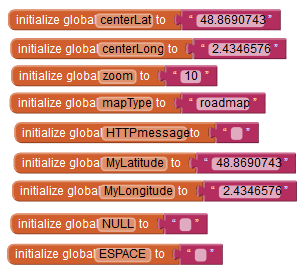 initialize global centerLat to " 48.8690743 "
initialize global centerLong to " 2.4346576 "
initialize global zoom to " 10 "
initialize global mapType to " roadmap "
initialize global HTTPmessage to " "
initialize global MyLatitude to " 48.8690743 "
initialize global MyLongitude to " 2.4346576 "
initialize global NULL to " "
initialize global ESPACE to " "